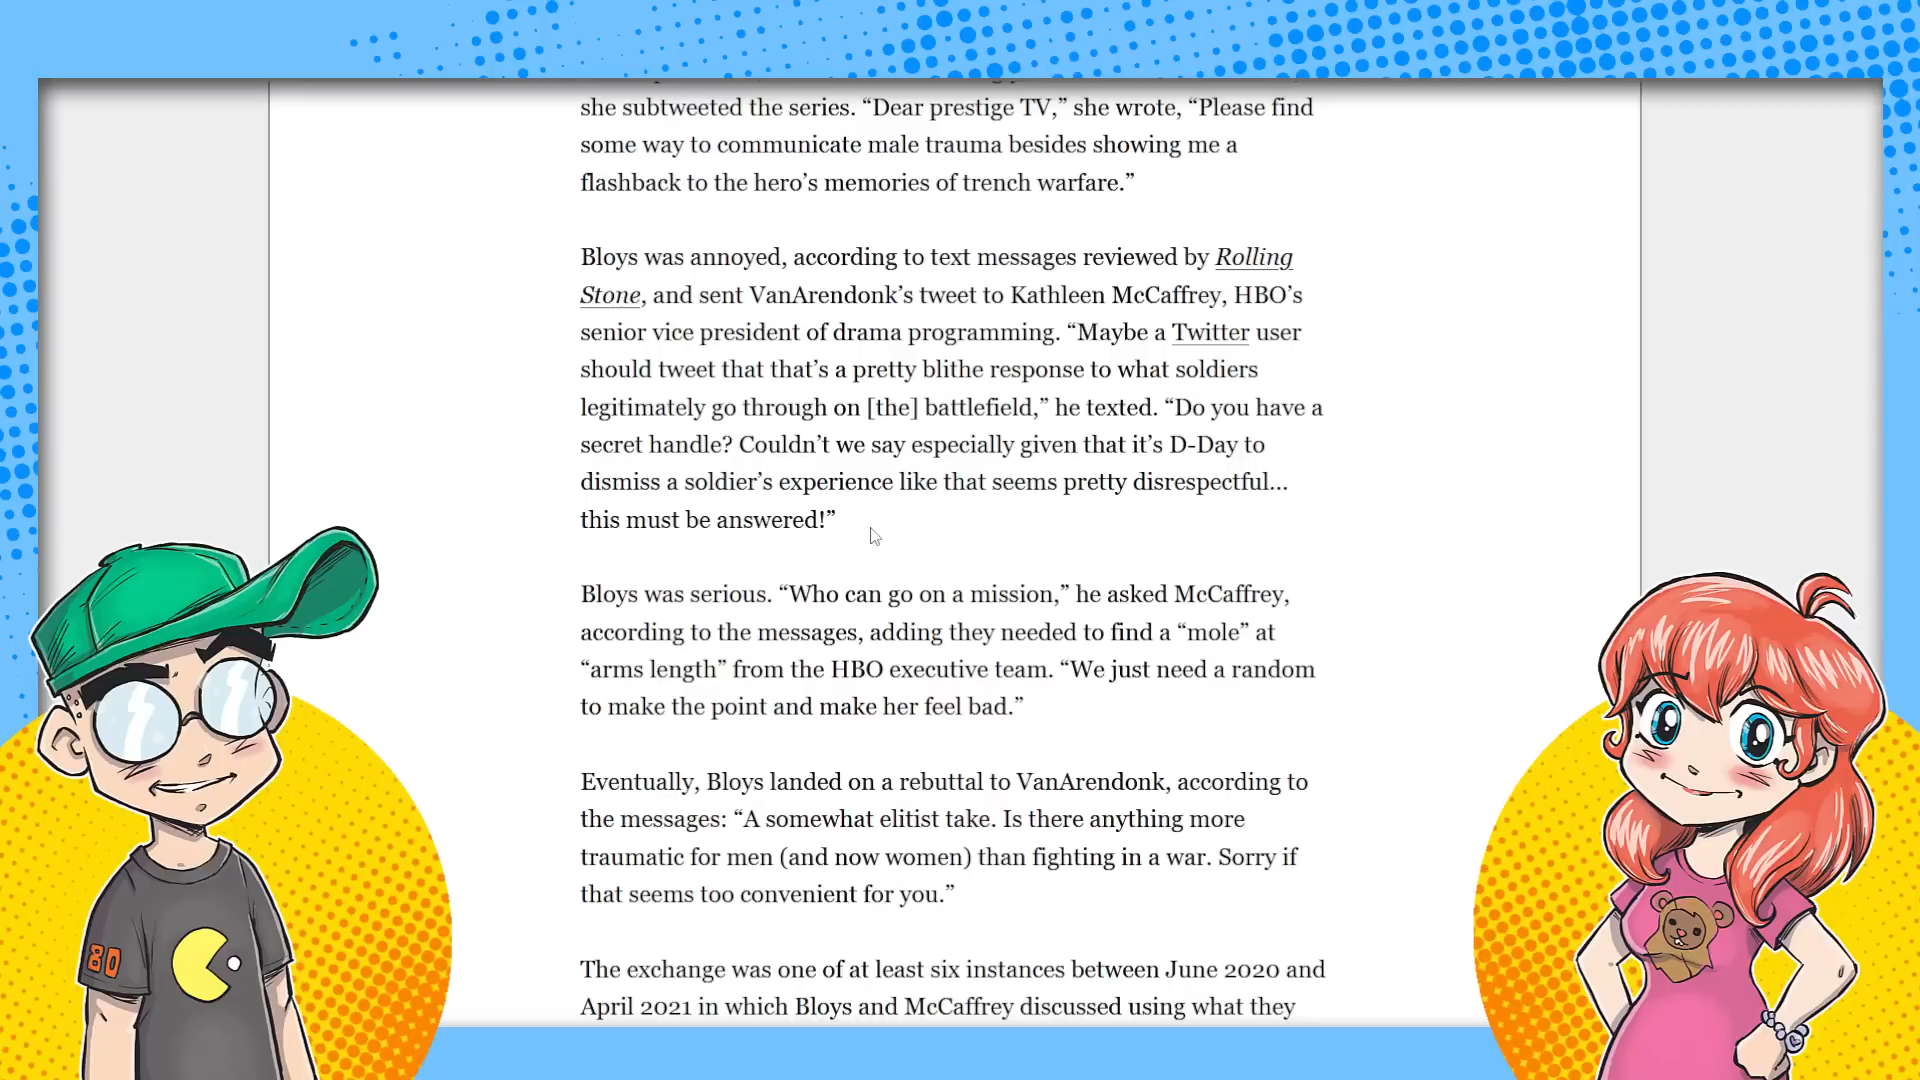 she subtweeted the series. “Dear prestige TV,” she wrote, “Please find
some way to communicate male trauma besides showing me a
flashback to the hero’s memories of trench warfare.”
Bloys was annoyed, according to text messages reviewed by Rolling
Stone, and sent VanArendonk’s tweet to Kathleen McCaffrey, HBO’s
senior vice president of drama programming. “Maybe a Twitter user
should tweet that that’s a pretty blithe response to what soldiers
legitimately go through on [the] battlefield,” he texted. “Do you have a
secret handle? Couldn’t we say especially given that it’s D-Day to
dismiss a soldier’s experience like that seems pretty disrespectful…
this must be answered!”
Bloys was serious. “Who can go on a mission,” he asked McCaffrey,
according to the messages, adding they needed to find a “mole” at
“arms length” from the HBO executive team. “We just need a random
to make the point and make her feel bad.”
Eventually, Bloys landed on a rebuttal to VanArendonk, according to
the messages: “A somewhat elitist take. Is there anything more
traumatic for men (and now women) than fighting in a war. Sorry if
that seems too convenient for you.”
The exchange was one of at least six instances between June 2020 and
April 2021 in which Bloys and McCaffrey discussed using what they
80